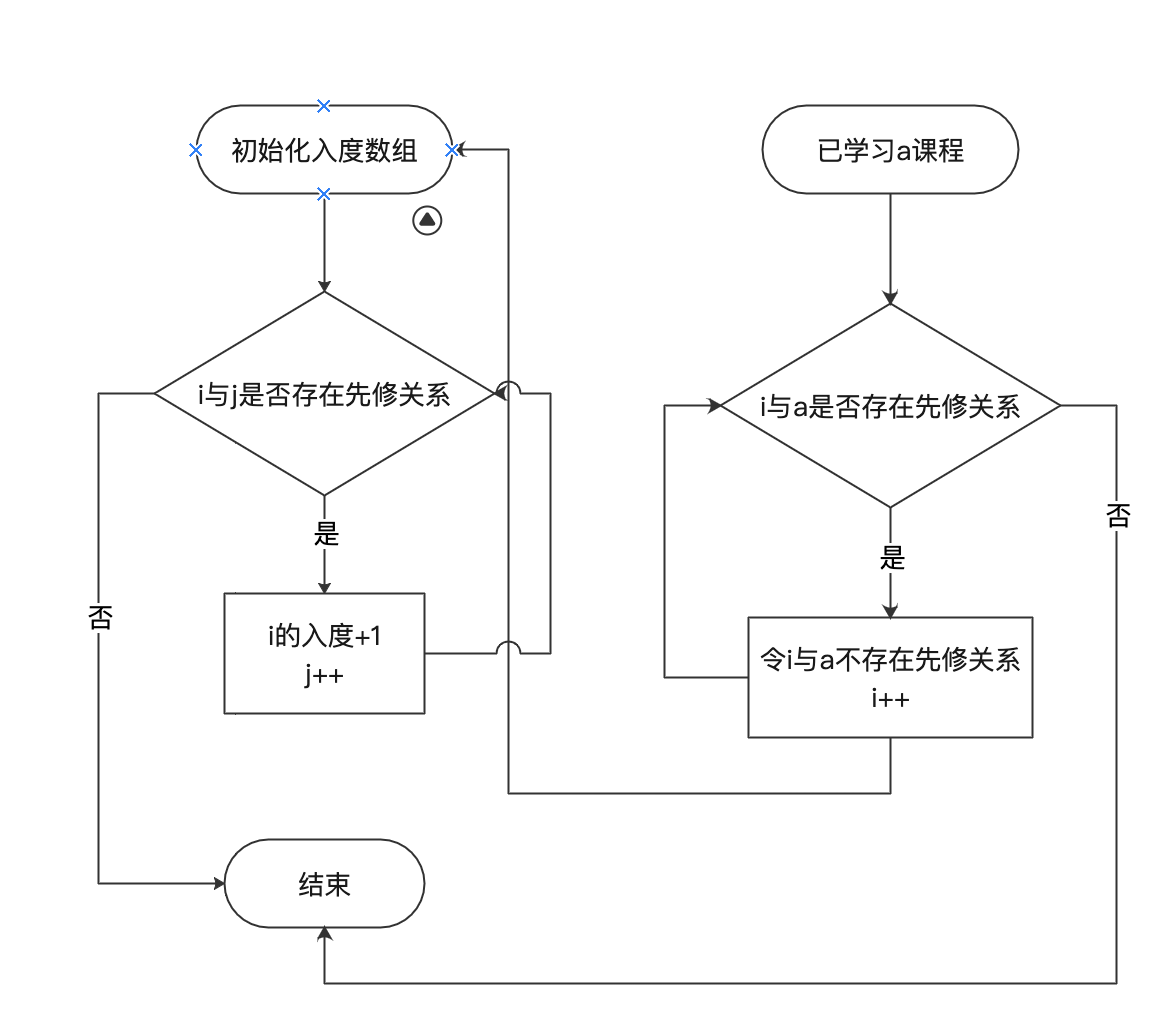 初始化入度数组
已学习a课程
i与j是否存在先修关系
i与a是否存在先修关系
否
是
是
否
i的入度+1
j++
令i与a不存在先修关系
i++
结束